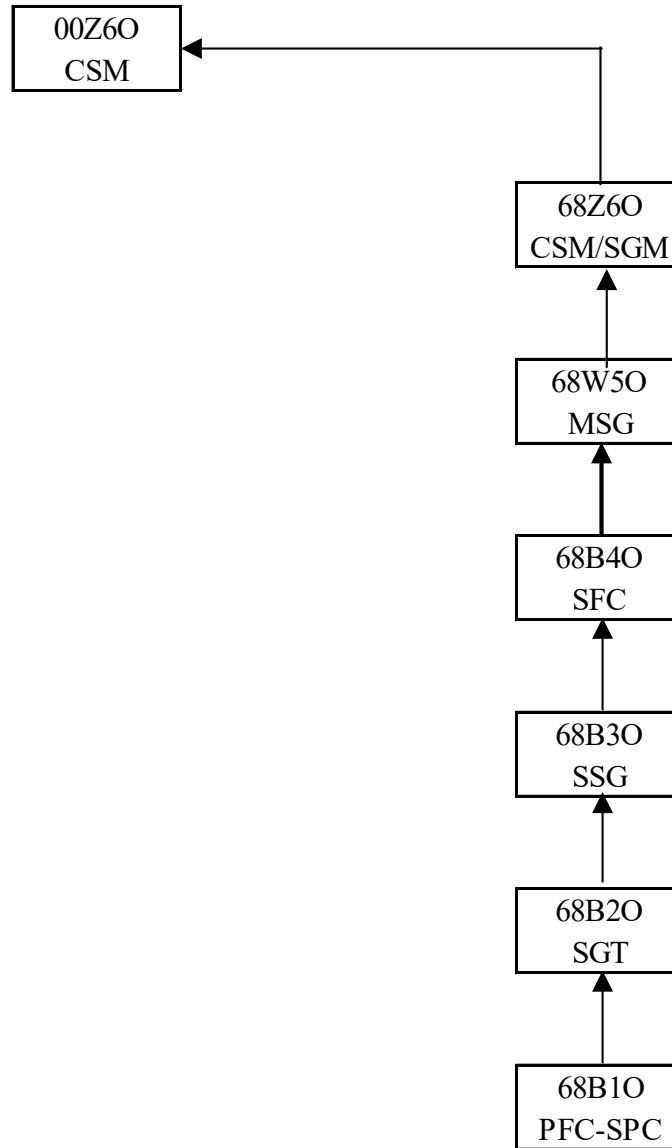 00Z6O
CSM
68Z6O
CSM/SGM
68W5O
MSG
68B4O
SFC
68B3O
SSG
68B2O
SGT
68B1O
PFC-SPC